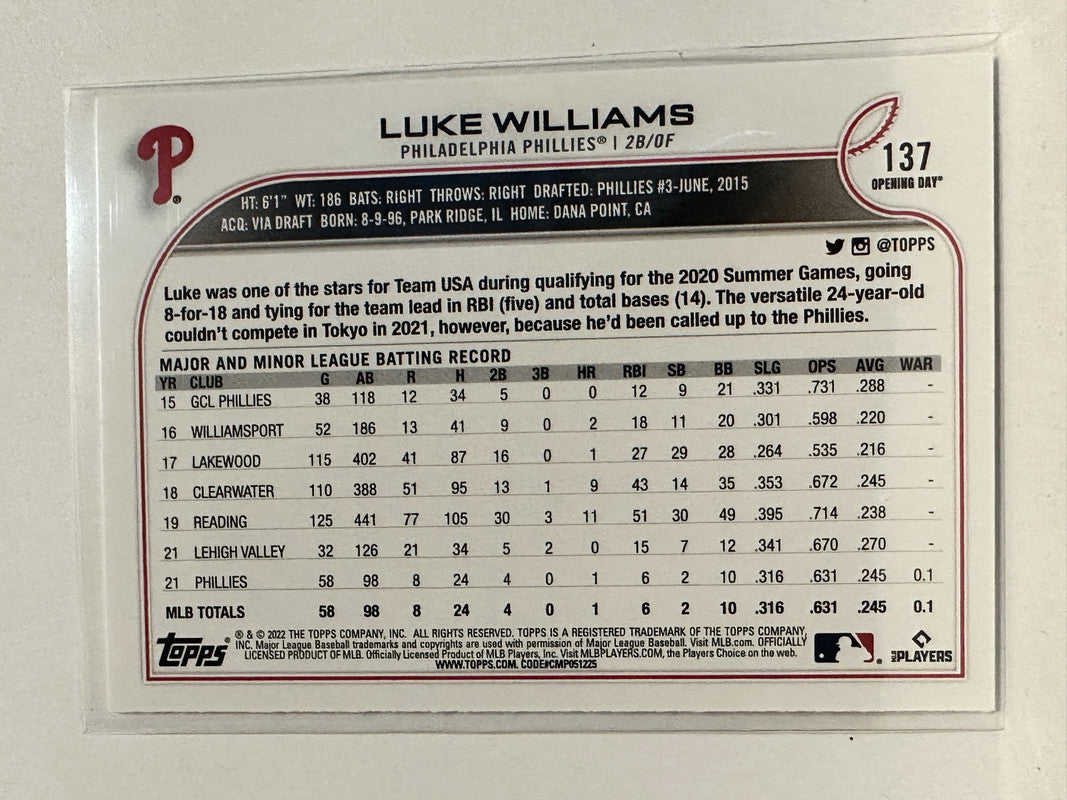 P®
LUKE WILLIAMS
PHILADELPHIA PHILLIES® | 2B/OF
137
OPENING DAY®
HT: 6'1" WT: 186 BATS: RIGHT THROWS: RIGHT DRAFTED: PHILLIES #3-JUNE, 2015
ACQ: VIA DRAFT BORN: 8-9-96, PARK RIDGE, IL HOME: DANA POINT, CA
@TOPPS
Luke was one of the stars for Team USA during qualifying for the 2020 Summer Games, going
8-for-18 and tying for the team lead in RBI (five) and total bases (14). The versatile 24-year-old
couldn't compete in Tokyo in 2021, however, because he'd been called up to the Phillies.
MAJOR AND MINOR LEAGUE BATTING RECORD
YR CLUB G AB R H 2B 3B HR RBI SB BB SLG OPS AVG WAR
15 GCL PHILLIES 38 118 12 34 5 0 0 12 9 21 .331 .731 .288 -
16 WILLIAMSPORT 52 186 13 41 9 0 2 18 11 20 .301 .598 .220 -
17 LAKEWOOD 115 402 41 87 16 0 1 27 29 28 .264 .535 .216 -
18 CLEARWATER 110 388 51 95 13 1 9 43 14 35 .353 .672 .245 -
19 READING 125 441 77 105 30 3 11 51 30 49 .395 .714 .238 -
21 LEHIGH VALLEY 32 126 21 34 5 2 0 15 7 12 .341 .670 .270 -
21 PHILLIES 58 98 8 24 4 0 1 6 2 10 .316 .631 .245 0.1
MLB TOTALS 58 98 8 24 4 0 1 6 2 10 .316 .631 .245 0.1
topps®
® & © 2022 THE TOPPS COMPANY, INC. ALL RIGHTS RESERVED. TOPPS IS A REGISTERED TRADEMARK OF THE TOPPS COMPANY,
INC. Major League Baseball trademarks and copyrights are used with permission of Major League Baseball. Visit MLB.com. OFFICIALLY
LICENSED PRODUCT OF MLB. Officially Licensed Product of MLB Players, Inc. Visit MLBPLAYERS.COM, the Players Choice on the web.
WWW.TOPPS.COM. CODE#CMP051225
PLAYERS